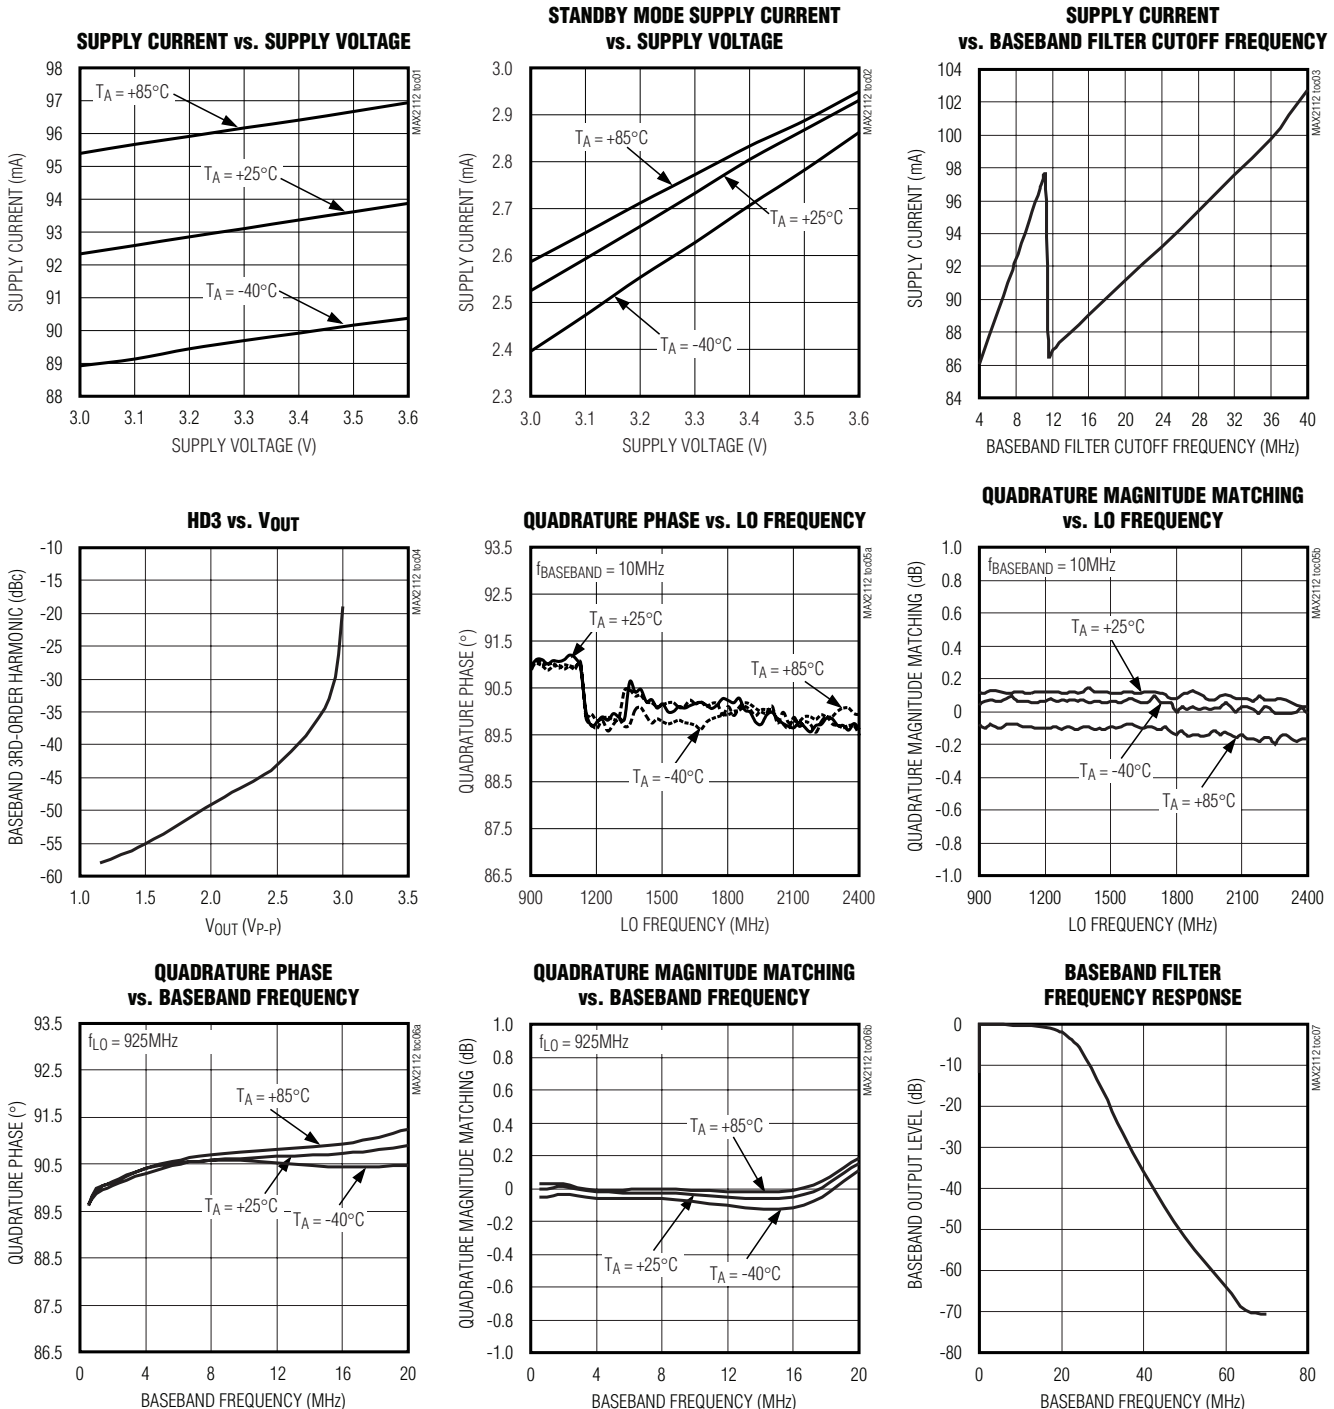 SUPPLY CURRENT vs. SUPPLY VOLTAGE
98
97
96
95
94
93
92
91
90
89
88
SUPPLY CURRENT (mA)
TA = +85°C
TA = +25°C
TA = -40°C
3.0 3.1 3.2 3.3 3.4 3.5 3.6
SUPPLY VOLTAGE (V)
MAX2112 toc01
STANDBY MODE SUPPLY CURRENT
vs. SUPPLY VOLTAGE
3.0
2.9
2.8
2.7
2.6
2.5
2.4
2.3
SUPPLY CURRENT (mA)
TA = +85°C
TA = +25°C
TA = -40°C
3.0 3.1 3.2 3.3 3.4 3.5 3.6
SUPPLY VOLTAGE (V)
MAX2112 toc02
SUPPLY CURRENT
vs. BASEBAND FILTER CUTOFF FREQUENCY
104
102
100
98
96
94
92
90
88
86
84
SUPPLY CURRENT (mA)
4 8 12 16 20 24 28 32 36 40
BASEBAND FILTER CUTOFF FREQUENCY (MHz)
MAX2112 toc03
HD3 vs. VOUT
-10
-15
-20
-25
-30
-35
-40
-45
-50
-55
-60
BASEBAND 3RD-ORDER HARMONIC (dBc)
1.0 1.5 2.0 2.5 3.0 3.5
VOUT (VP-P)
MAX2112 toc04
QUADRATURE PHASE vs. LO FREQUENCY
93.5
92.5
91.5
90.5
89.5
88.5
87.5
86.5
QUADRATURE PHASE (°)
fBASEBAND = 10MHz
TA = +25°C
TA = +85°C
TA = -40°C
900 1200 1500 1800 2100 2400
LO FREQUENCY (MHz)
MAX2112 toc05a
QUADRATURE MAGNITUDE MATCHING
vs. LO FREQUENCY
1.0
0.8
0.6
0.4
0.2
0
-0.2
-0.4
-0.6
-0.8
-1.0
QUADRATURE MAGNITUDE MATCHING (dB)
fBASEBAND = 10MHz
TA = +25°C
TA = -40°C
TA = +85°C
900 1200 1500 1800 2100 2400
LO FREQUENCY (MHz)
MAX2112 toc05b
QUADRATURE PHASE
vs. BASEBAND FREQUENCY
93.5
92.5
91.5
90.5
89.5
88.5
87.5
86.5
QUADRATURE PHASE (°)
fLO = 925MHz
TA = +85°C
TA = +25°C
TA = -40°C
0 4 8 12 16 20
BASEBAND FREQUENCY (MHz)
MAX2112 toc06a
QUADRATURE MAGNITUDE MATCHING
vs. BASEBAND FREQUENCY
1.0
0.8
0.6
0.4
0.2
0
-0.2
-0.4
-0.6
-0.8
-1.0
QUADRATURE MAGNITUDE MATCHING (dB)
fLO = 925MHz
TA = +85°C
TA = +25°C
TA = -40°C
0 4 8 12 16 20
BASEBAND FREQUENCY (MHz)
MAX2112 toc06b
BASEBAND FILTER
FREQUENCY RESPONSE
0
-10
-20
-30
-40
-50
-60
-70
-80
BASEBAND OUTPUT LEVEL (dB)
0 20 40 60 80
BASEBAND FREQUENCY (MHz)
MAX2112 toc07